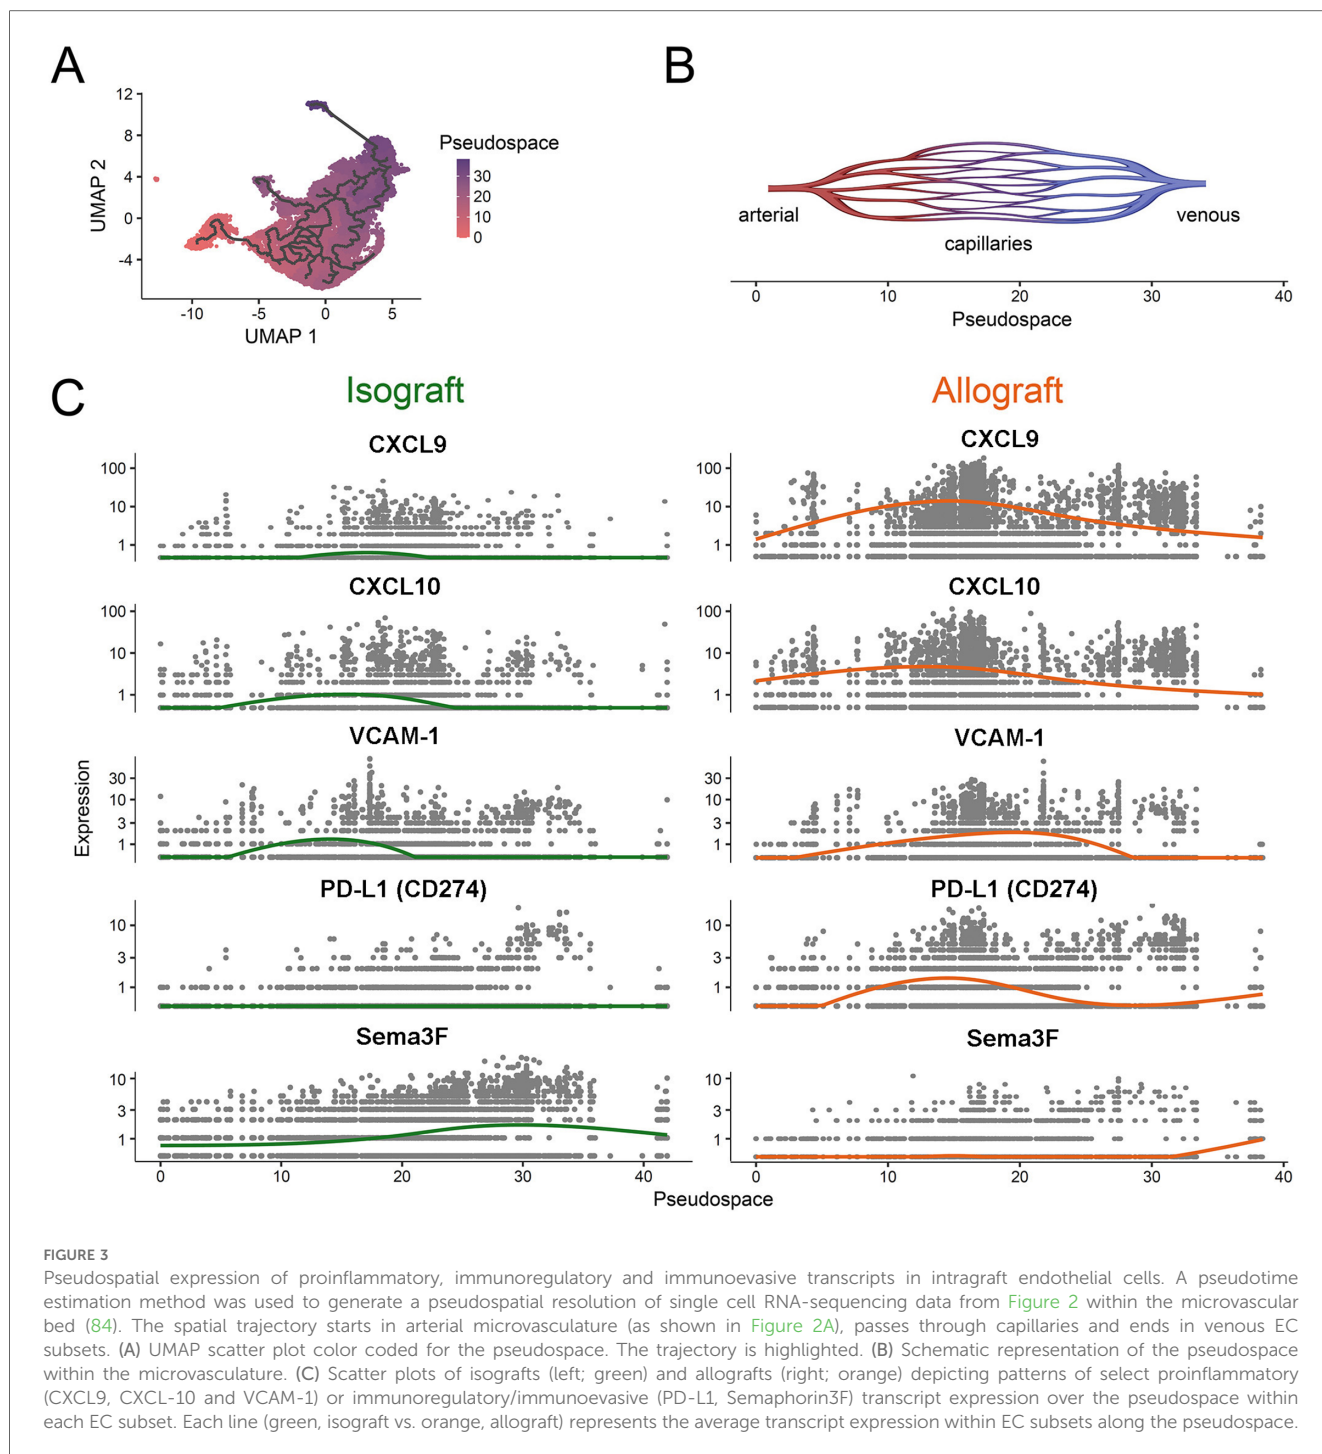 A
B
12
8
4
0
-4
UMAP 2
-10
-5
0
5
UMAP 1
Pseudospace
30
20
10
0
arterial
venous
capillaries
0
10
20
30
40
Pseudospace
C
Isograft
Allograft
CXCL9
100
10
1
CXCL9
100
10
1
CXCL10
100
10
1
CXCL10
100
10
1
VCAM-1
30
10
3
1
VCAM-1
30
10
3
1
Expression
PD-L1 (CD274)
10
3
1
PD-L1 (CD274)
10
3
1
Sema3F
10
3
1
Sema3F
10
3
1
0
10
20
30
40
0
10
20
30
40
Pseudospace
FIGURE 3
Pseudospatial expression of proinflammatory, immunoregulatory and immunoevasive transcripts in intragraft endothelial cells. A pseudotime
estimation method was used to generate a pseudospatial resolution of single cell RNA-sequencing data from Figure 2 within the microvascular
bed (84). The spatial trajectory starts in arterial microvasculature (as shown in Figure 2A), passes through capillaries and ends in venous EC
subsets. (A) UMAP scatter plot color coded for the pseudospace. The trajectory is highlighted. (B) Schematic representation of the pseudospace
within the microvasculature. (C) Scatter plots of isografts (left; green) and allografts (right; orange) depicting patterns of select proinflammatory
(CXCL9, CXCL-10 and VCAM-1) or immunoregulatory/immunoevasive (PD-L1, Semaphorin3F) transcript expression over the pseudospace within
each EC subset. Each line (green, isograft vs. orange, allograft) represents the average transcript expression within EC subsets along the pseudospace.